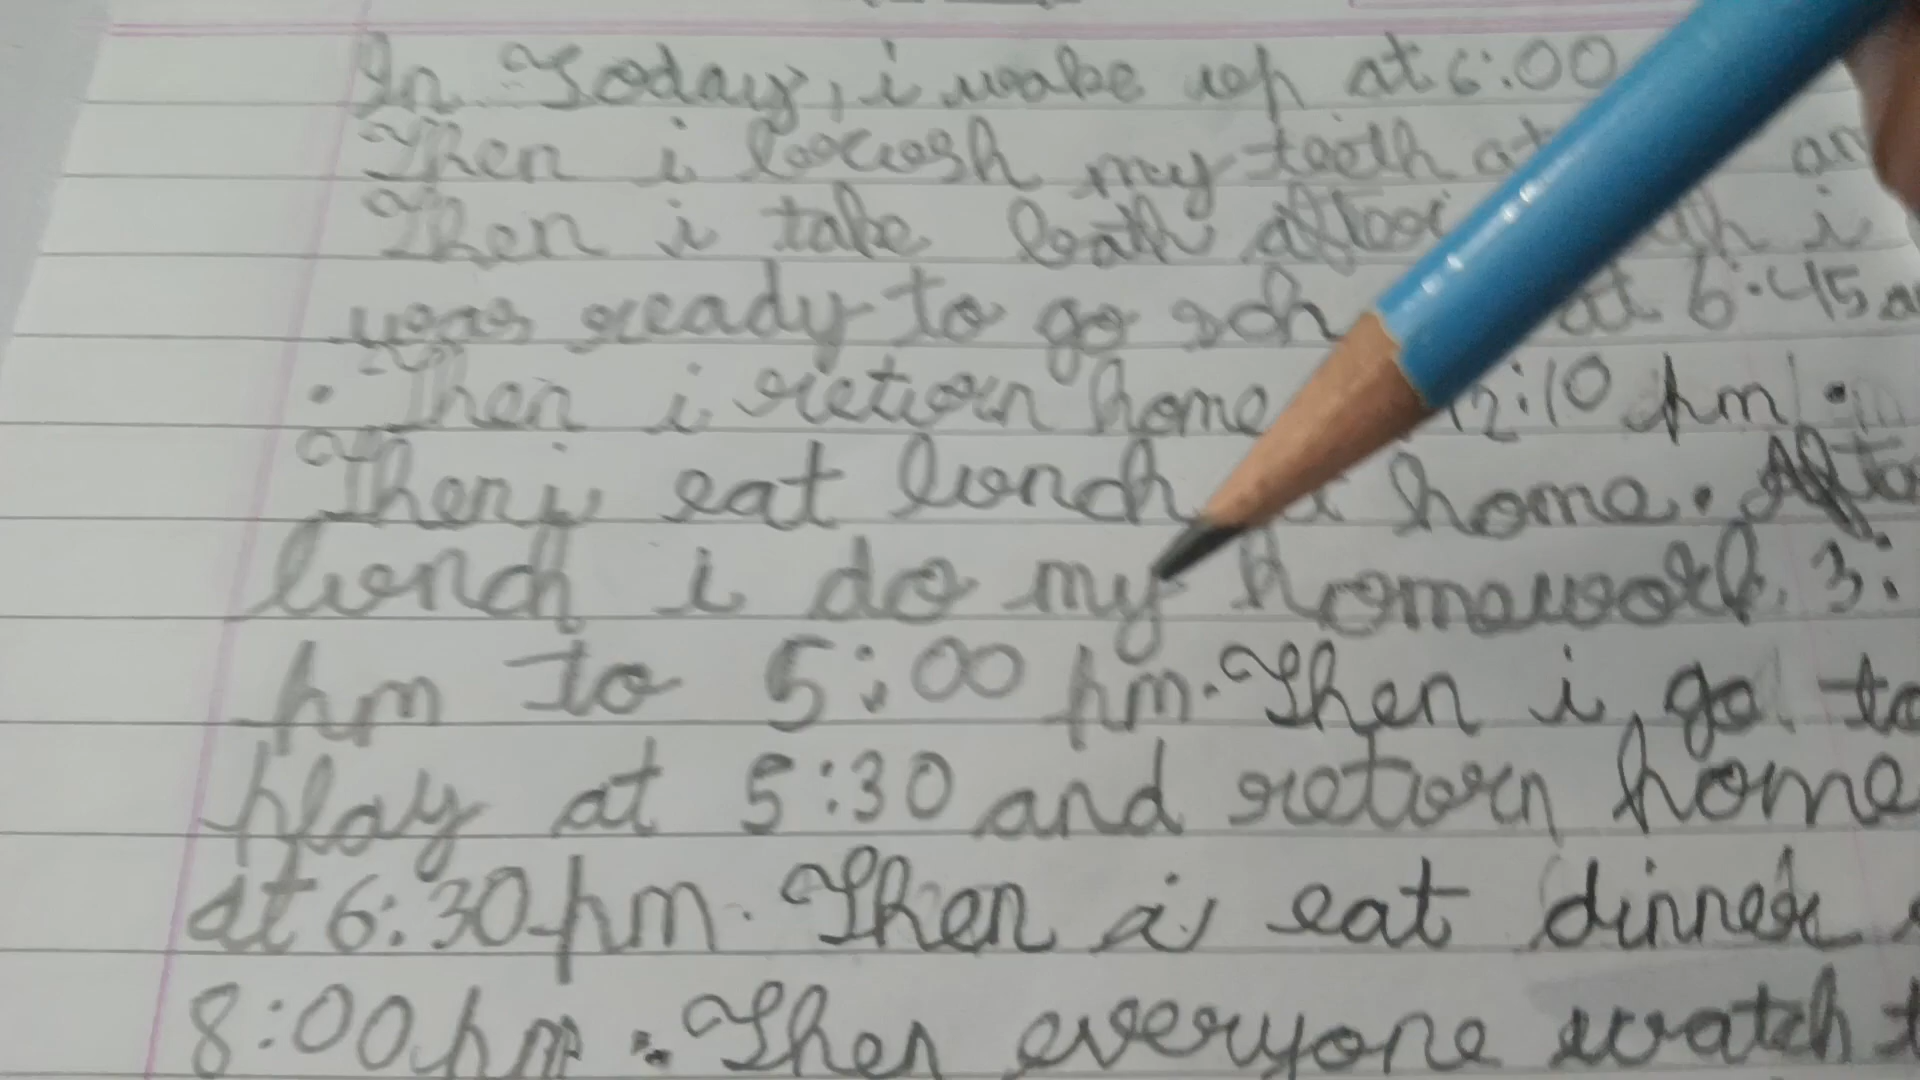 In Today, i wake up at 6:00
Then i my teeth at
Then i take bath i
ready to go at 6:45
. Then i return home 12:10 pm .
Then i eat lunch home. After
lunch i do my homework. 3:
pm to 5:00 pm. Then i go to
play at 5:30 and return home
at 6:30 pm. Then i eat dinner
8:00 pm. Then everyone watch